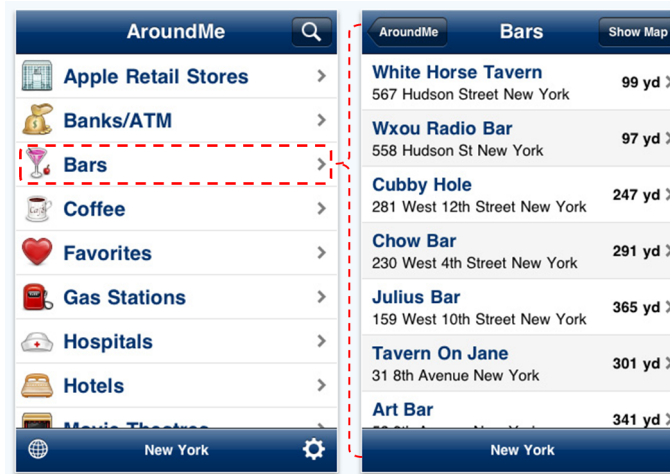 AroundMe
Apple Retail Stores
Banks/ATM
Bars
Coffee
Favorites
Gas Stations
Hospitals
Hotels
Movie Theatres
New York
AroundMe
Bars
Show Map
White Horse Tavern
99 yd
567 Hudson Street New York
Wxou Radio Bar
97 yd
558 Hudson St New York
Cubby Hole
247 yd
281 West 12th Street New York
Chow Bar
291 yd
230 West 4th Street New York
Julius Bar
365 yd
159 West 10th Street New York
Tavern On Jane
301 yd
31 8th Avenue New York
Art Bar
341 yd
New York